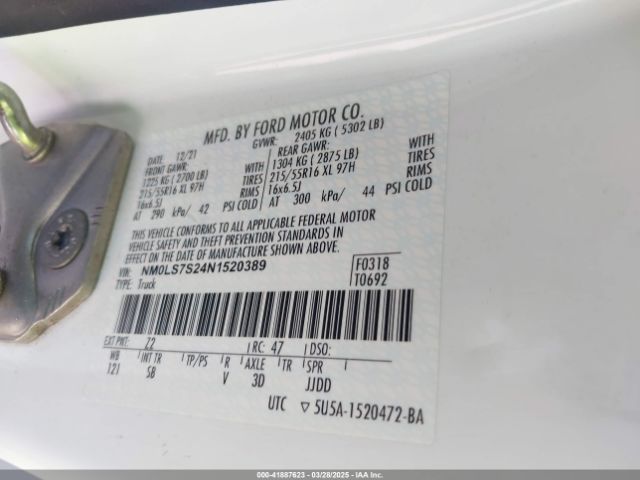 MFD. BY FORD MOTOR CO.
DATE: 12/21 GVWR: 2405 KG ( 5302 LB)
FRONT GAWR: REAR GAWR:
1225 KG ( 2700 LB) WITH 1304 KG ( 2875 LB) WITH
215/55R16 XL 97H TIRES 215/55R16 XL 97H TIRES
16x6.5J RIMS 16x6.5J RIMS
AT 290 kPa/ 42 PSI COLD AT 300 kPa/ 44 PSI COLD
THIS VEHICLE CONFORMS TO ALL APPLICABLE FEDERAL MOTOR
VEHICLE SAFETY AND THEFT PREVENTION STANDARDS IN
EFFECT ON THE DATE OF MANUFACTURE SHOWN ABOVE.
VIN: NM0LS7S24N1520389 F0318
TYPE: Truck T0692
EXT PNT: Z2 RC: 47 DSO:
WB INT TR TP/PS R AXLE TR SPR
121 SB V 3D JJDD
UTC ▽ 5U5A-1520472-BA
000-41887623 | 03/28/2025 - IAAI.COM